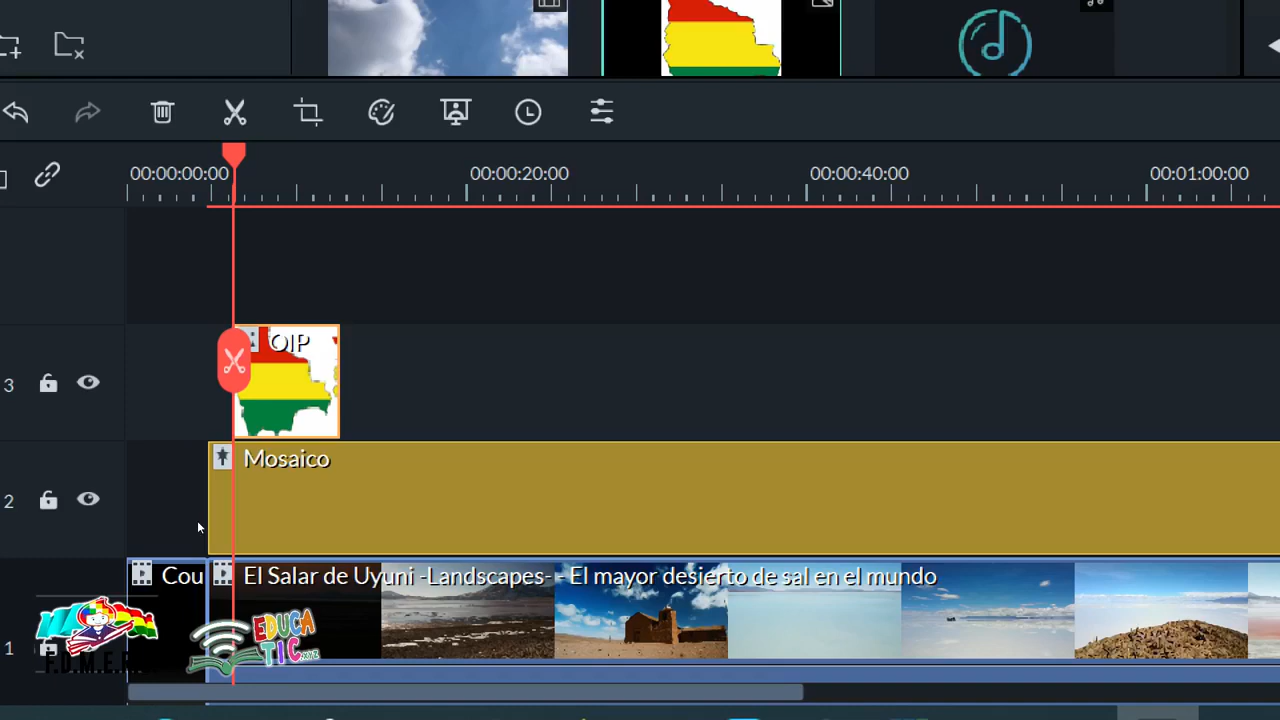 00:00:00:00
00:00:20:00
00:00:40:00
00:01:00:00
OIP
3
Mosaico
2
Cou
El Salar de Uyuni -Landscapes- - El mayor desierto de sal en el mundo
1
EDUCA
TIC.XYZ